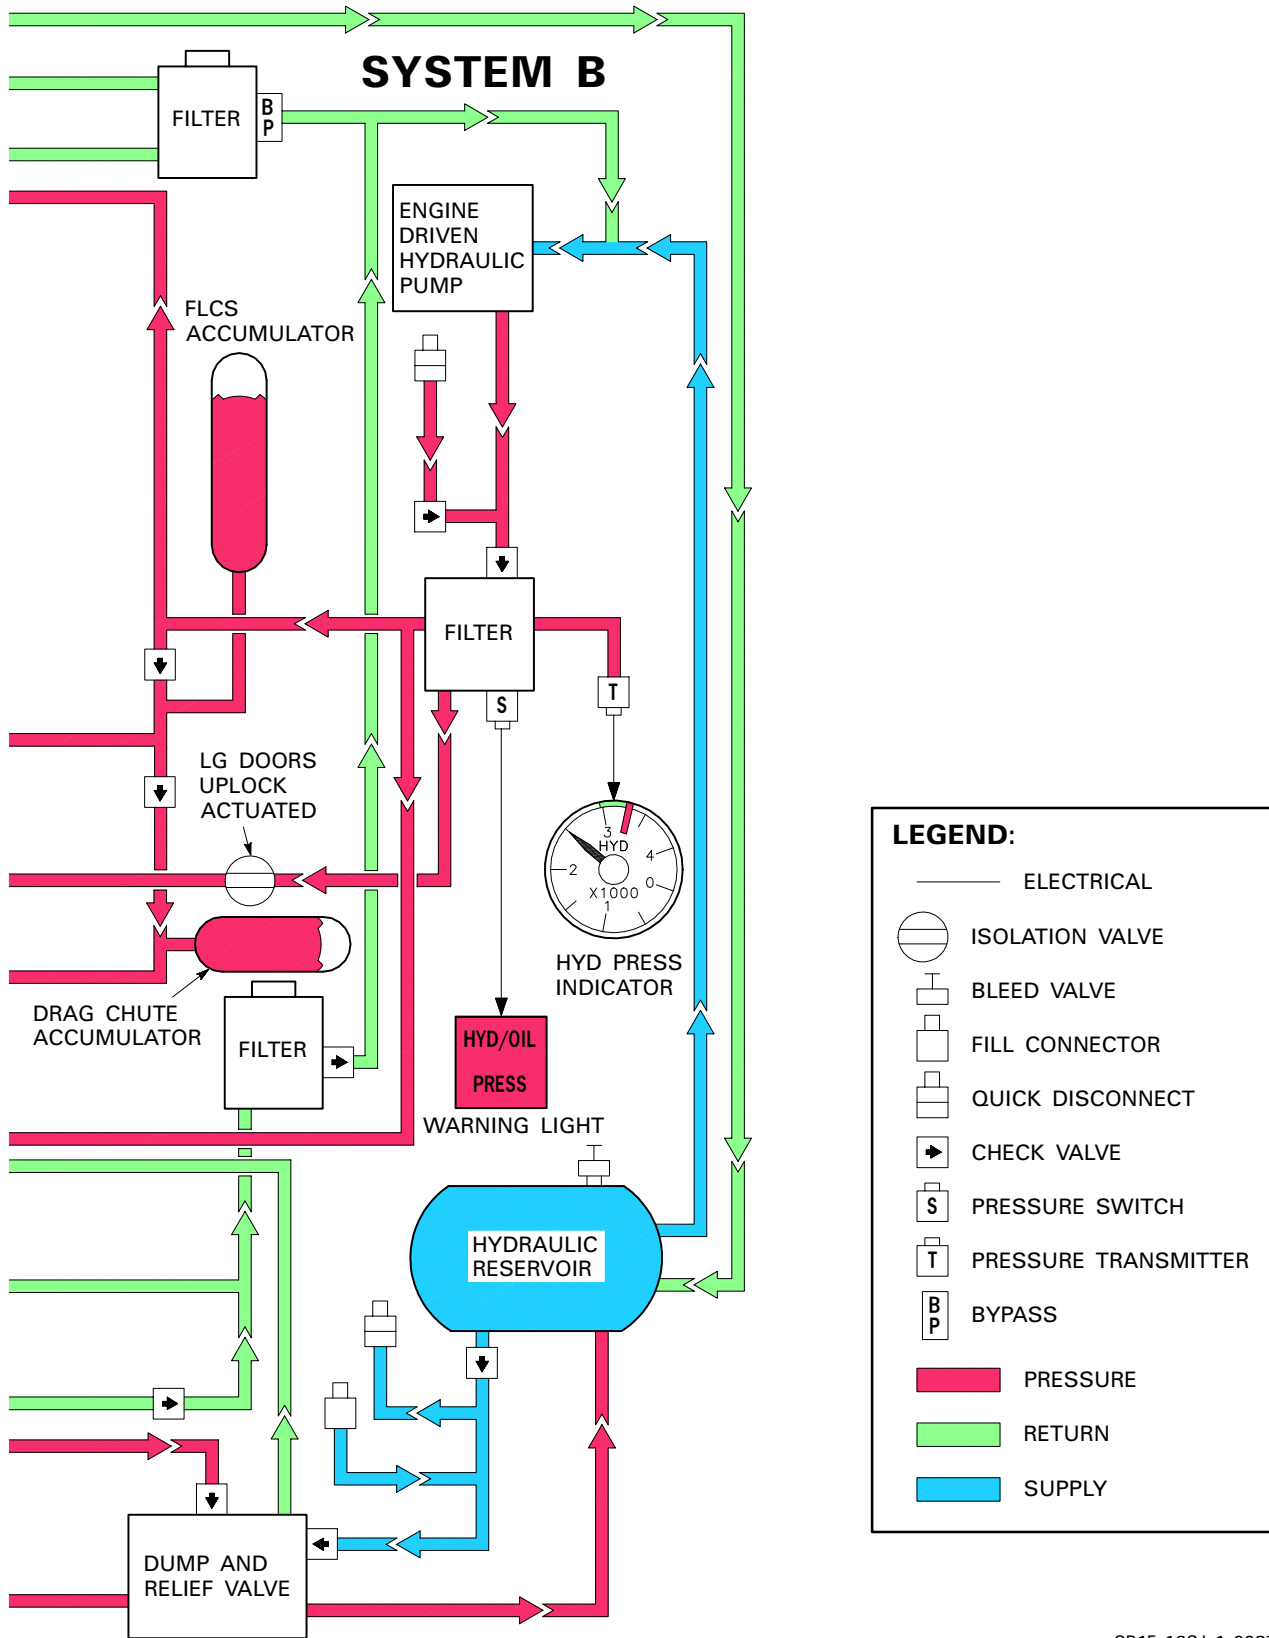 SYSTEM B
FILTER
B
P
ENGINE
DRIVEN
HYDRAULIC
PUMP
FLCS
ACCUMULATOR
FILTER
S
T
LG DOORS
UPLOCK
ACTUATED
3
HYD
2
4
0
X1000
1
HYD PRESS
INDICATOR
DRAG CHUTE
ACCUMULATOR
FILTER
HYD/OIL
PRESS
WARNING LIGHT
HYDRAULIC
RESERVOIR
DUMP AND
RELIEF VALVE
LEGEND:
ELECTRICAL
ISOLATION VALVE
BLEED VALVE
FILL CONNECTOR
QUICK DISCONNECT
CHECK VALVE
S PRESSURE SWITCH
T PRESSURE TRANSMITTER
B
P
BYPASS
PRESSURE
RETURN
SUPPLY